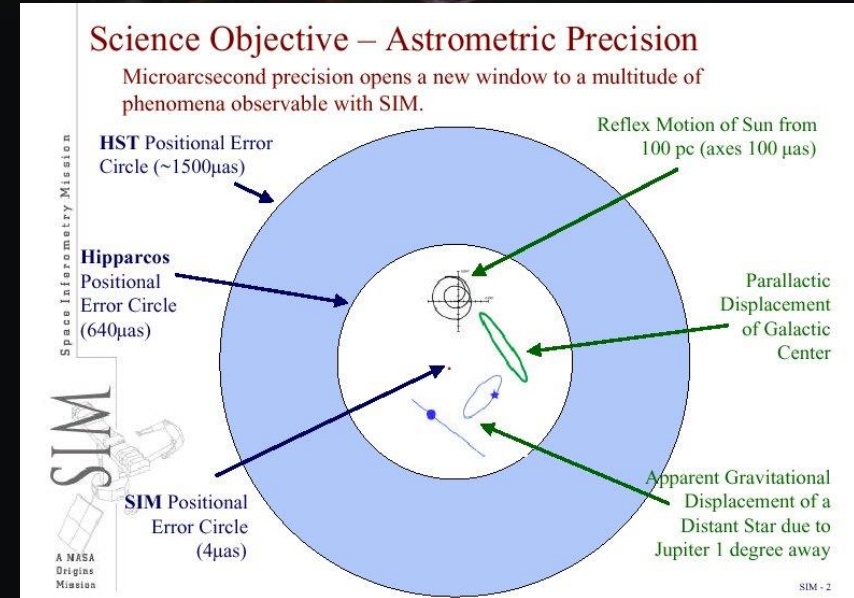 Science Objective – Astrometric Precision
Microarcsecond precision opens a new window to a multitude of
phenomena observable with SIM.
HST Positional Error
Circle (~1500μas)
Reflex Motion of Sun from
100 pc (axes 100 μas)
Hipparcos
Positional
Error Circle
(640μas)
Parallactic
Displacement
of Galactic
Center
SIM Positional
Error Circle
(4μas)
Apparent Gravitational
Displacement of a
Distant Star due to
Jupiter 1 degree away
Space Interometry Mission
SIM
A NASA
Origins
Mission
SIM - 2